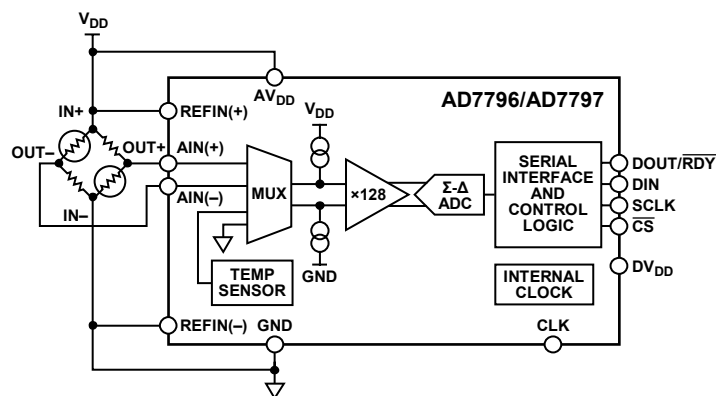 VDD
IN+
OUT–
OUT+
IN–
REFIN(+)
AIN(+)
AIN(–)
REFIN(–)
AVDD
GND
VDD
GND
MUX
TEMP
SENSOR
×128
Σ-Δ
ADC
AD7796/AD7797
SERIAL
INTERFACE
AND
CONTROL
LOGIC
INTERNAL
CLOCK
CLK
DOUT/RDY
DIN
SCLK
CS
DVDD